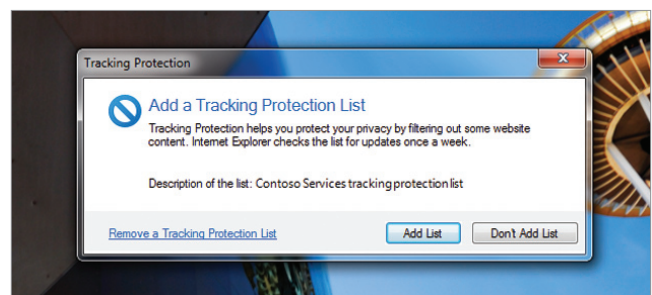 Tracking Protection
Add a Tracking Protection List
Tracking Protection helps you protect your privacy by filtering out some website
content. Internet Explorer checks the list for updates once a week.
Description of the list: Contoso Services tracking protection list
Remove a Tracking Protection List
Add List
Don't Add List